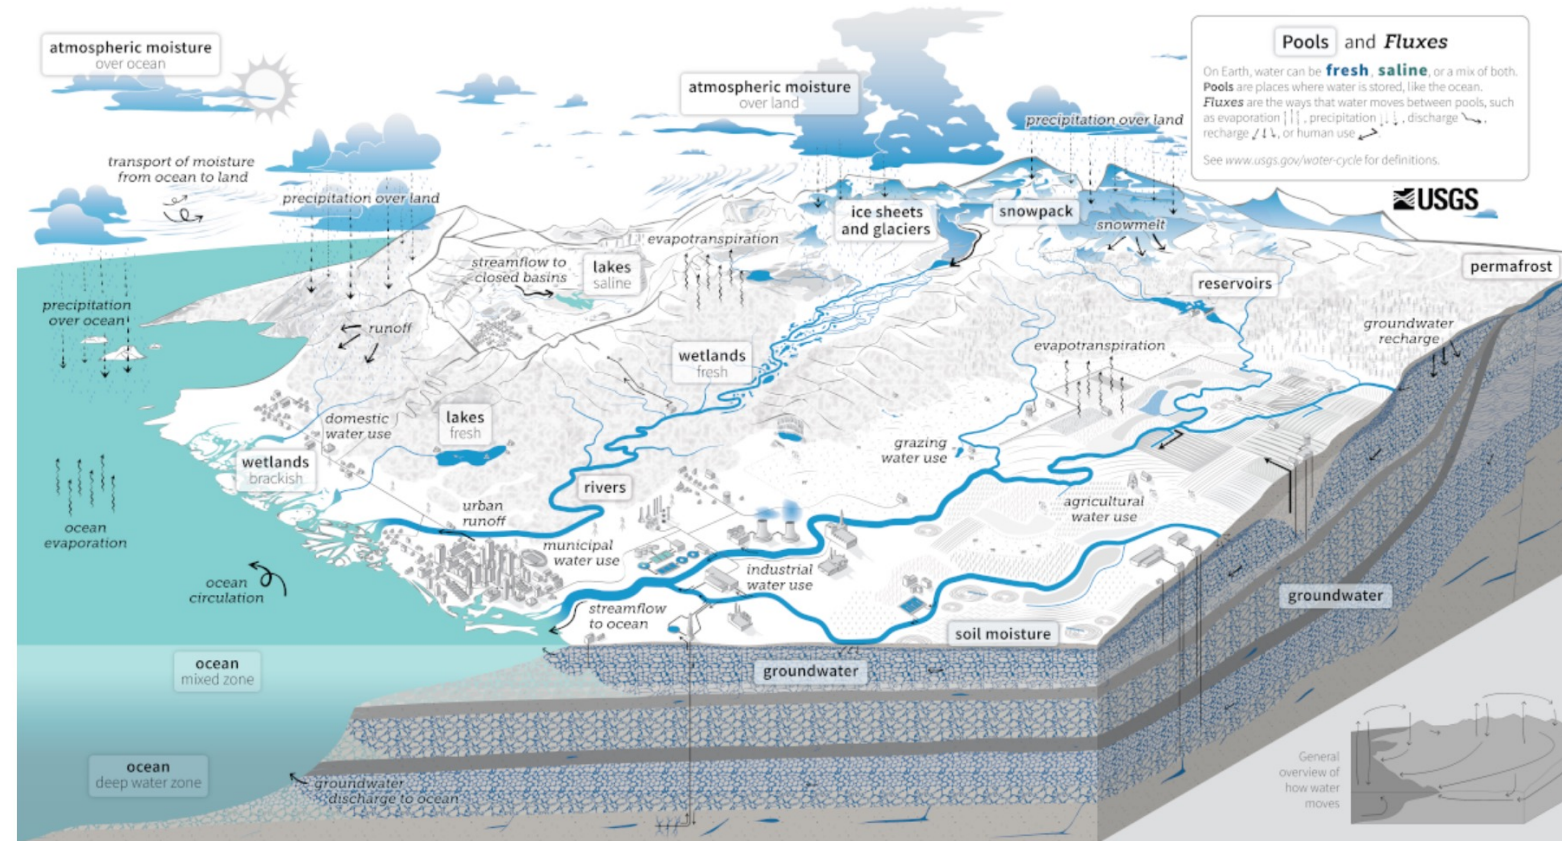 atmospheric moisture
over ocean
atmospheric moisture
over land
Pools and Fluxes
On Earth, water can be fresh, saline, or a mix of both.
Pools are places where water is stored, like the ocean.
Fluxes are the ways that water moves between pools, such
as evaporation, precipitation, discharge,
recharge, or human use
See www.usgs.gov/water-cycle for definitions.
USGS
precipitation over land
transport of moisture
from ocean to land
precipitation over land
ice sheets
and glaciers
snowpack
snowmelt
evapotranspiration
streamflow to
closed basins
lakes
saline
permafrost
reservoirs
precipitation
over ocean
runoff
groundwater
recharge
evapotranspiration
wetlands
fresh
domestic
water use
lakes
fresh
grazing
water use
wetlands
brackish
rivers
agricultural
water use
urban
runoff
ocean
evaporation
municipal
water use
industrial
water use
ocean
circulation
groundwater
streamflow
to ocean
soil moisture
ocean
mixed zone
groundwater
ocean
deep water zone
groundwater
discharge to ocean
General
overview of
how water
moves